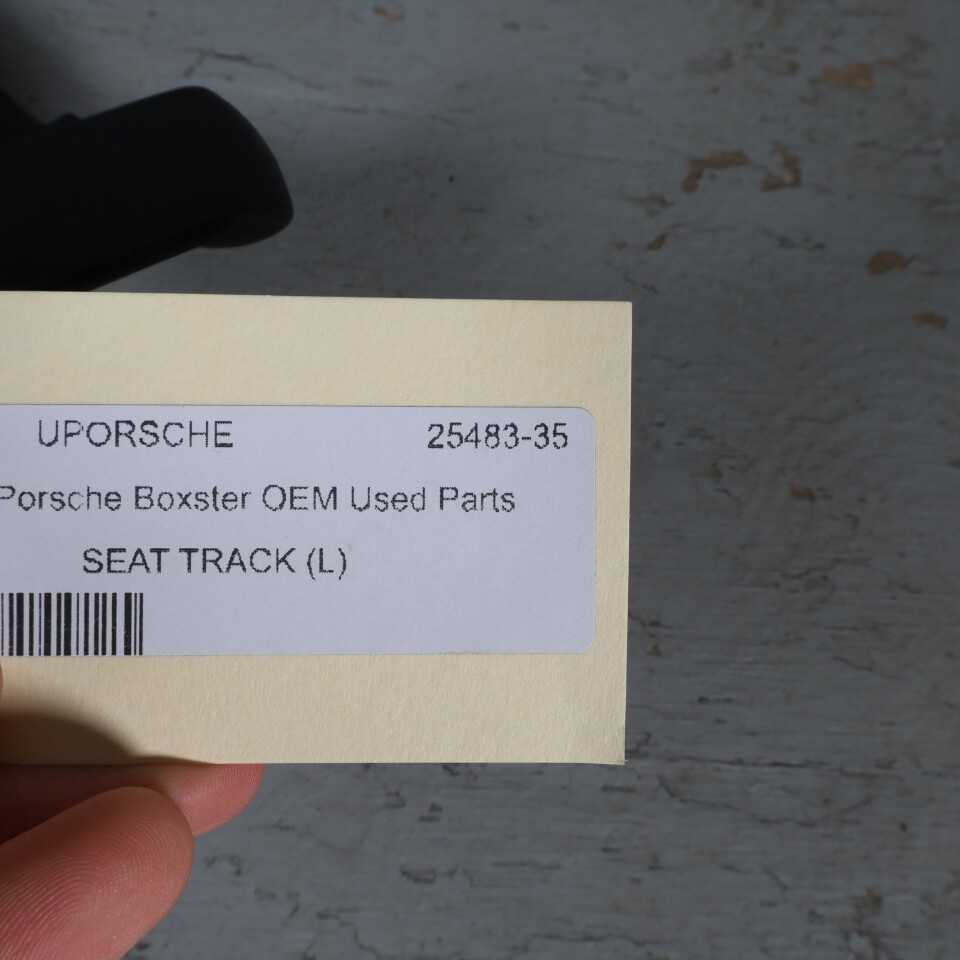 UPORSCHE 25483-35
Porsche Boxster OEM Used Parts
SEAT TRACK (L)